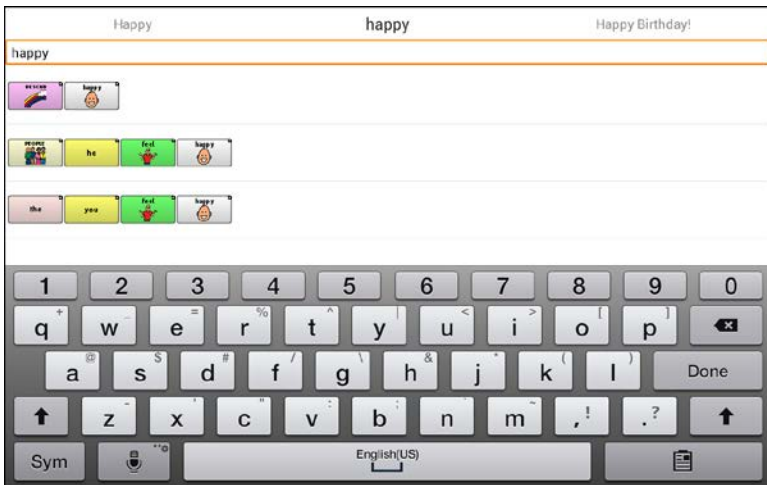 Happy happy Happy Birthday!
happy
DESCRIB happy
PEOPLE he feel happy
the you feel happy
1 2 3 4 5 6 7 8 9 0
q + w _ e = r % t ^ y | u < i > o [ p ]
a @ s $ d # f / g \ h & j * k ( l ) Done
z - x ' c " v : b ; n m ~ , ! . ?
Sym English(US)